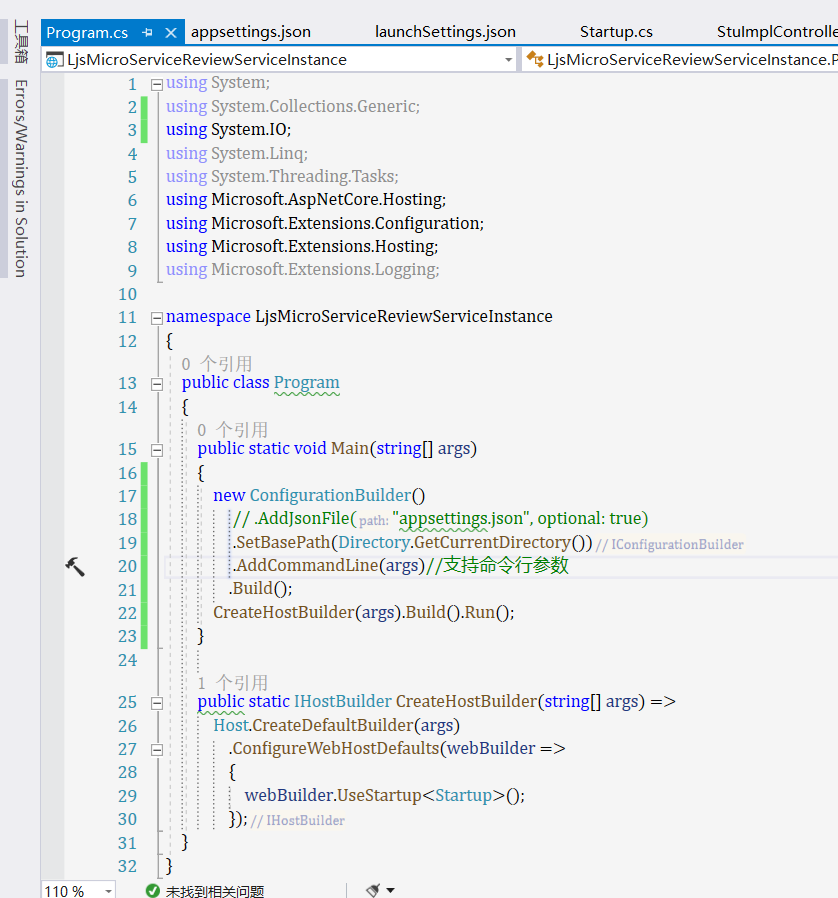 工具箱
Errors/Warnings in Solution
Program.cs
appsettings.json
launchSettings.json
Startup.cs
StuImplControlle
LjsMicroServiceReviewServiceInstance
LjsMicroServiceReviewServiceInstance.P
1 using System;
2 using System.Collections.Generic;
3 using System.IO;
4 using System.Linq;
5 using System.Threading.Tasks;
6 using Microsoft.AspNetCore.Hosting;
7 using Microsoft.Extensions.Configuration;
8 using Microsoft.Extensions.Hosting;
9 using Microsoft.Extensions.Logging;
10
11 namespace LjsMicroServiceReviewServiceInstance
12 {
0 个引用
13 public class Program
14 {
0 个引用
15 public static void Main(string[] args)
16 {
17 new ConfigurationBuilder()
18 // .AddJsonFile( path: "appsettings.json", optional: true)
19 .SetBasePath(Directory.GetCurrentDirectory()) // IConfigurationBuilder
20 .AddCommandLine(args)//支持命令行参数
21 .Build();
22 CreateHostBuilder(args).Build().Run();
23 }
24
1 个引用
25 public static IHostBuilder CreateHostBuilder(string[] args) =>
26 Host.CreateDefaultBuilder(args)
27 .ConfigureWebHostDefaults(webBuilder =>
28 {
29 webBuilder.UseStartup<Startup>();
30 }); // IHostBuilder
31 }
32 }
110 %
未找到相关问题